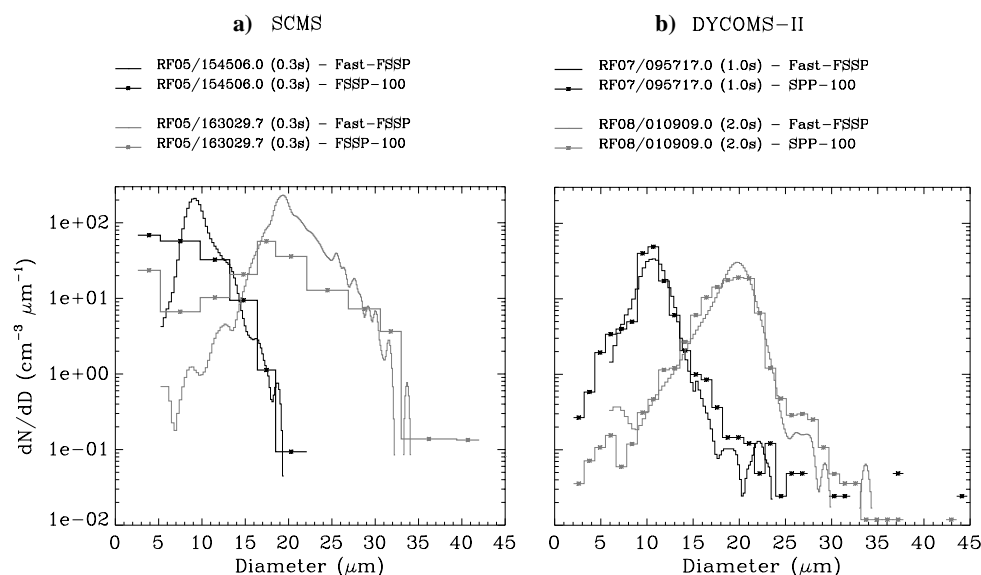 a) SCMS
RF05/154506.0 (0.3s) – Fast-FSSP
RF05/154506.0 (0.3s) – FSSP-100
RF05/163029.7 (0.3s) – Fast-FSSP
RF05/163029.7 (0.3s) – FSSP-100
dN/dD (cm⁻³ μm⁻¹)
1e+02
1e+01
1e+00
1e-01
1e-02
0 5 10 15 20 25 30 35 40 45
Diameter (μm)
b) DYCOMS-II
RF07/095717.0 (1.0s) – Fast-FSSP
RF07/095717.0 (1.0s) – SPP-100
RF08/010909.0 (2.0s) – Fast-FSSP
RF08/010909.0 (2.0s) – SPP-100
0 5 10 15 20 25 30 35 40 45
Diameter (μm)